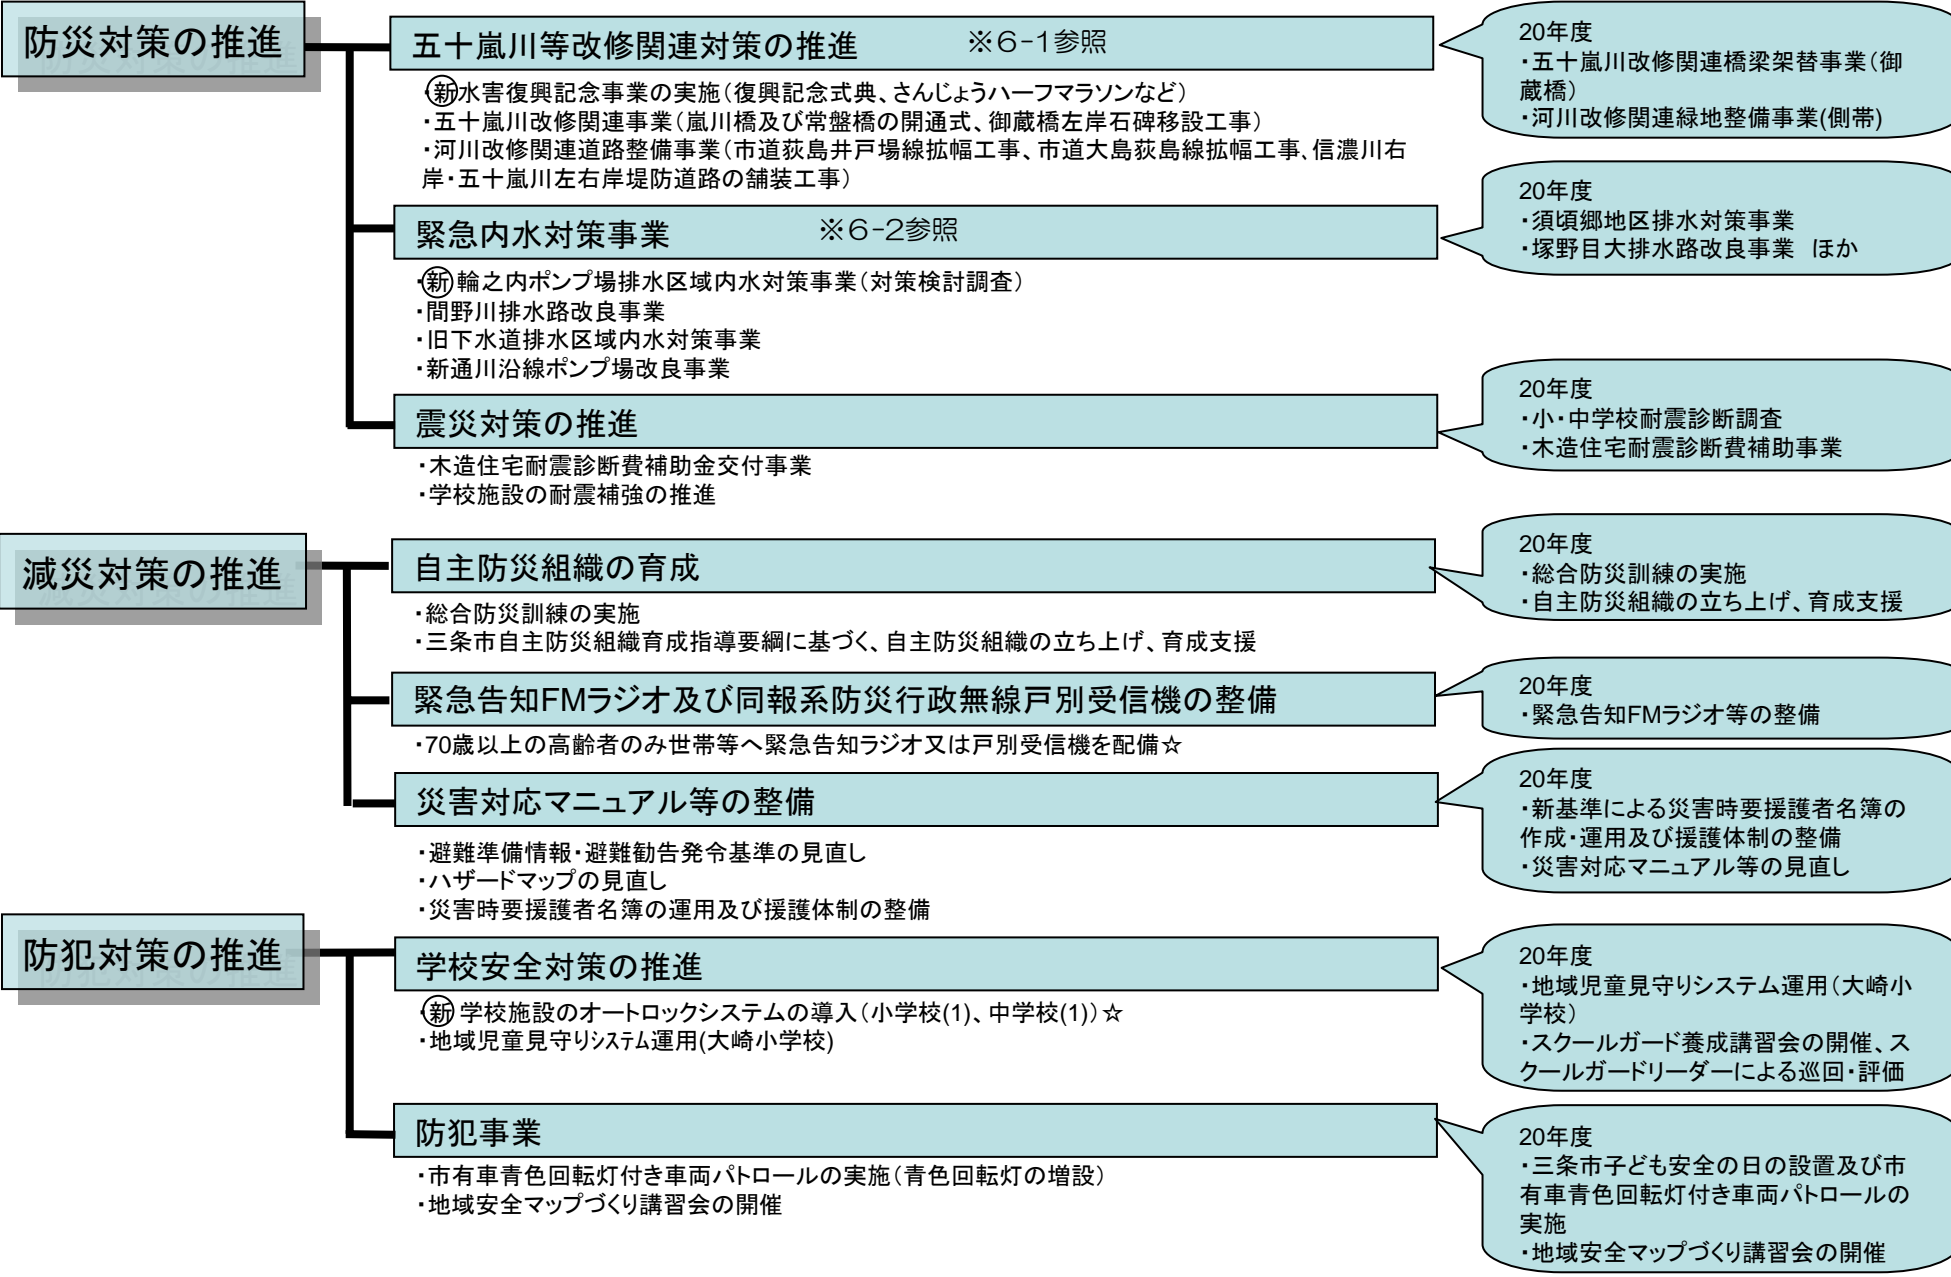 防災対策の推進
五十嵐川等改修関連対策の推進　※6-1参照
・㊟新水害復興記念事業の実施（復興記念式典、さんじょうハーフマラソンなど）
・五十嵐川改修関連事業（嵐川橋及び常盤橋の開通式、御蔵橋左岸石碑移設工事）
・河川改修関連道路整備事業（市道荻島井戸場線拡幅工事、市道大島荻島線拡幅工事、信濃川右
岸・五十嵐川左右岸堤防道路の舗装工事）
20年度
・五十嵐川改修関連橋梁架替事業（御
蔵橋）
・河川改修関連緑地整備事業(側帯)
緊急内水対策事業　※6-2参照
・新輪之内ポンプ場排水区域内水対策事業（対策検討調査）
・間野川排水路改良事業
・旧下水道排水区域内水対策事業
・新通川沿線ポンプ場改良事業
20年度
・須頃郷地区排水対策事業
・塚野目大排水路改良事業　ほか
震災対策の推進
・木造住宅耐震診断費補助金交付事業
・学校施設の耐震補強の推進
20年度
・小・中学校耐震診断調査
・木造住宅耐震診断費補助事業
減災対策の推進
自主防災組織の育成
・総合防災訓練の実施
・三条市自主防災組織育成指導要綱に基づく、自主防災組織の立ち上げ、育成支援
20年度
・総合防災訓練の実施
・自主防災組織の立ち上げ、育成支援
緊急告知FMラジオ及び同報系防災行政無線戸別受信機の整備
・70歳以上の高齢者のみ世帯等へ緊急告知ラジオ又は戸別受信機を配備☆
20年度
・緊急告知FMラジオ等の整備
災害対応マニュアル等の整備
・避難準備情報・避難勧告発令基準の見直し
・ハザードマップの見直し
・災害時要援護者名簿の運用及び援護体制の整備
20年度
・新基準による災害時要援護者名簿の
作成・運用及び援護体制の整備
・災害対応マニュアル等の見直し
防犯対策の推進
学校安全対策の推進
・新 学校施設のオートロックシステムの導入（小学校(1)、中学校(1)）☆
・地域児童見守りシステム運用(大崎小学校)
20年度
・地域児童見守りシステム運用（大崎小
学校）
・スクールガード養成講習会の開催、ス
クールガードリーダーによる巡回・評価
防犯事業
・市有車青色回転灯付き車両パトロールの実施（青色回転灯の増設）
・地域安全マップづくり講習会の開催
20年度
・三条市子ども安全の日の設置及び市
有車青色回転灯付き車両パトロールの
実施
・地域安全マップづくり講習会の開催